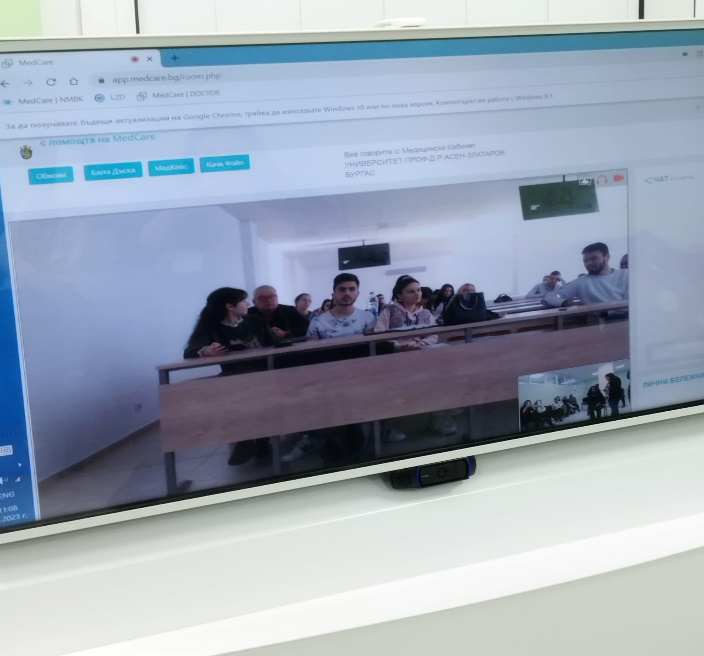 MedCare
app.medcare.bg/room.php
MedCare | NMBK
LZD
MedCare | DOCTOR
За да получавате бъдещи актуализации на Google Chrome, трябва да използвате Windows 10 или по-нова версия. Компютърът ви работи с Windows 8.1.
с помощта на MedCare
Обнови
Бяла Дъска
МедКейс
Качи Файл
Вие говорите с: Медицински Кабинет
УНИВЕРСИТЕТ-ПРОФ-Д-Р-АСЕН-ЗЛАТАРОВ
БУРГАС
ЧАТ
ЛИЧНИ БЕЛЕЖКИ
ENG
11:08
.2023 г.